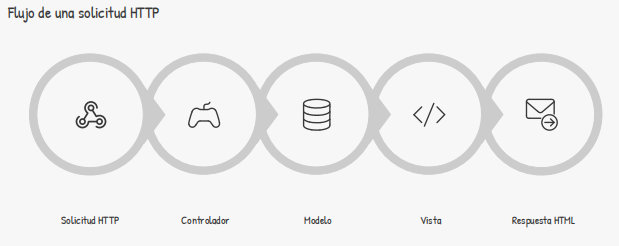 Flujo de una solicitud HTTP
Solicitud HTTP
Controlador
Modelo
Vista
Respuesta HTML